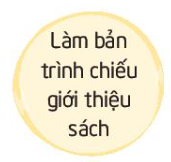 Làm bản
trình chiếu
giới thiệu
sách